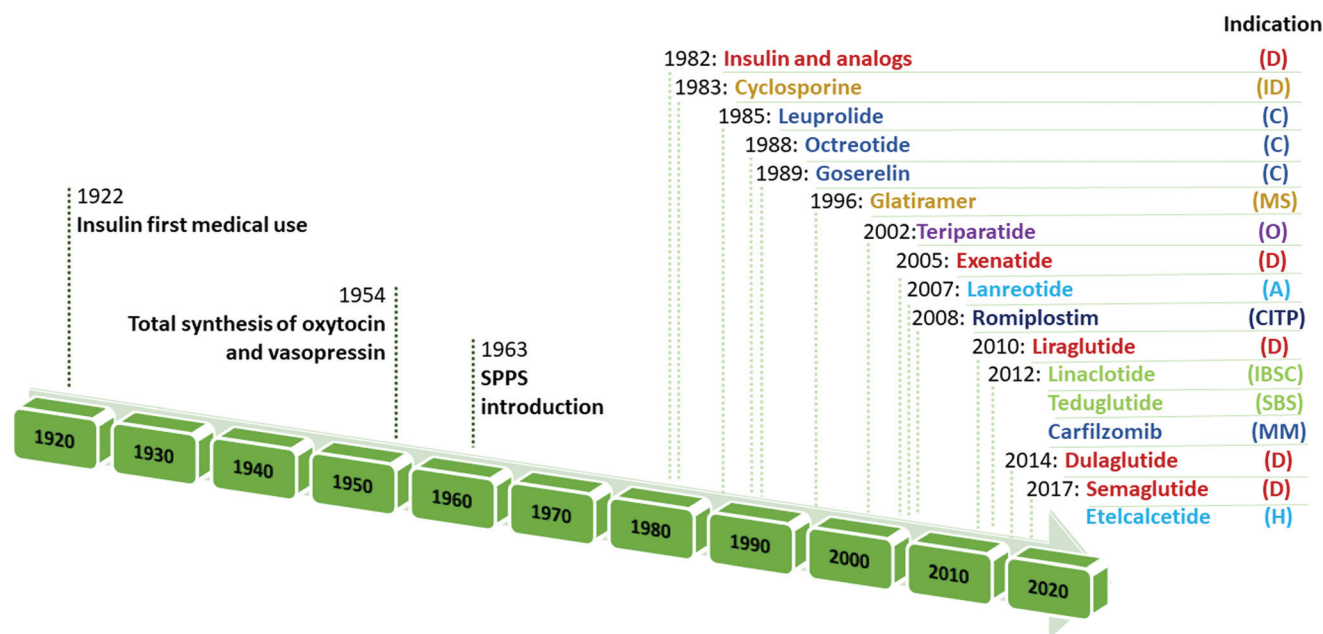 Indication
1982: Insulin and analogs (D)
1983: Cyclosporine (ID)
1985: Leuprolide (C)
1988: Octreotide (C)
1989: Goserelin (C)
1996: Glatiramer (MS)
2002:Teriparatide (O)
2005: Exenatide (D)
2007: Lanreotide (A)
2008: Romiplostim (CITP)
2010: Liraglutide (D)
2012: Linaclotide (IBSC)
Teduglutide (SBS)
Carfilzomib (MM)
2014: Dulaglutide (D)
2017: Semaglutide (D)
Etelcalcetide (H)
1922
Insulin first medical use
1954
Total synthesis of oxytocin
and vasopressin
1963
SPPS
introduction
1920
1930
1940
1950
1960
1970
1980
1990
2000
2010
2020